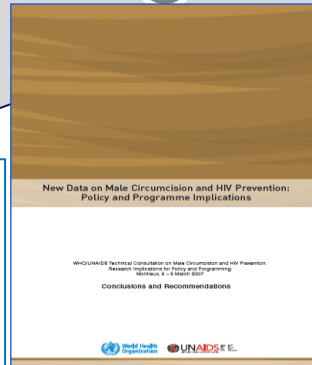 New Data on Male Circumcision and HIV Prevention:
Policy and Programme Implications
WHO/UNAIDS Technical Consultation on Male Circumcision and HIV Prevention:
Research Implications for Policy and Programming
Montreux, 6 – 8 March 2007
Conclusions and Recommendations
World Health
Organization
UNAIDS